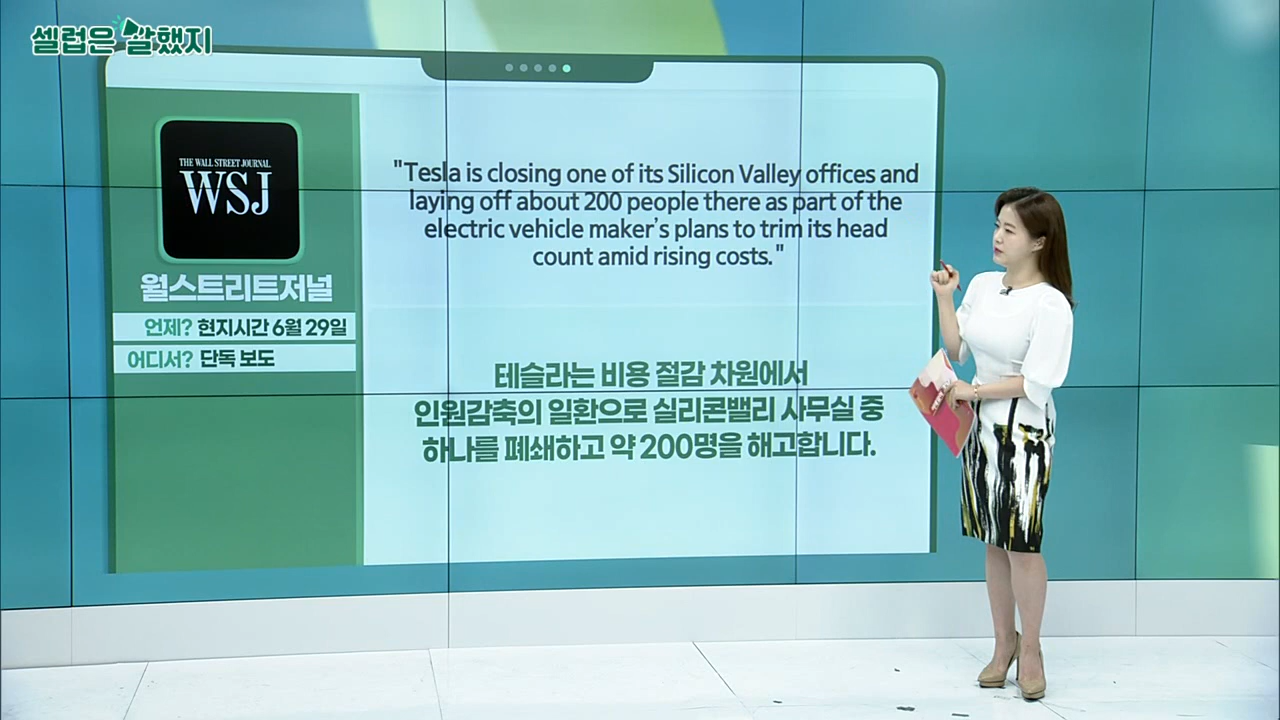 셀럽은 말했지
THE WALL STREET JOURNAL.
WSJ
월스트리트저널
언제? 현지시간 6월 29일
어디서? 단독 보도
"Tesla is closing one of its Silicon Valley offices and
laying off about 200 people there as part of the
electric vehicle maker's plans to trim its head
count amid rising costs."
테슬라는 비용 절감 차원에서
인원감축의 일환으로 실리콘밸리 사무실 중
하나를 폐쇄하고 약 200명을 해고합니다.